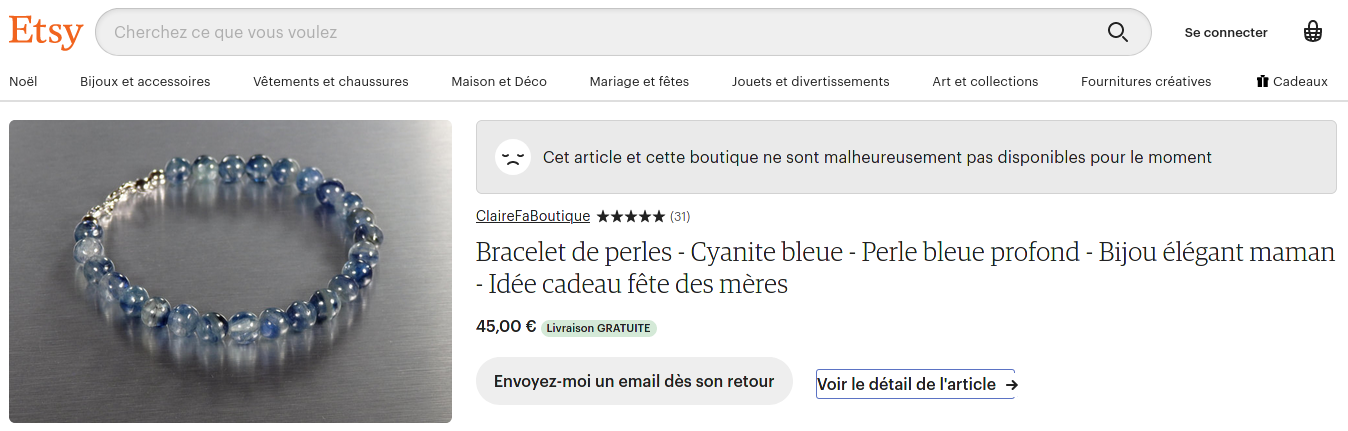 Etsy
Cherchez ce que vous voulez
Se connecter
Noël
Bijoux et accessoires
Vêtements et chaussures
Maison et Déco
Mariage et fêtes
Jouets et divertissements
Art et collections
Fournitures créatives
Cadeaux
Cet article et cette boutique ne sont malheureusement pas disponibles pour le moment
ClaireFaBoutique ★★★★★ (31)
Bracelet de perles - Cyanite bleue - Perle bleue profond - Bijou élégant maman
- Idée cadeau fête des mères
45,00 € Livraison GRATUITE
Envoyez-moi un email dès son retour
Voir le détail de l'article →